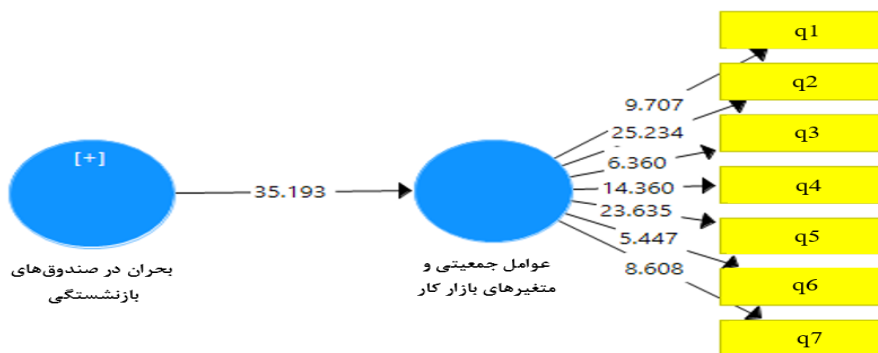 q1
q2
q3
q4
q5
q6
q7
9.707
25.234
6.360
14.360
23.635
5.447
8.608
[+]
35.193
بحران در صندوق‌های
بازنشستگی
عوامل جمعیتی و
متغیرهای بازار کار